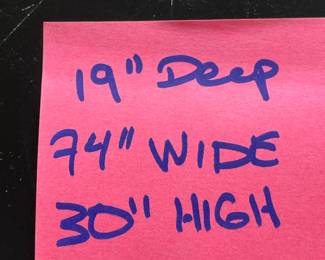 19" Deep
74" WIDE
30" HIGH